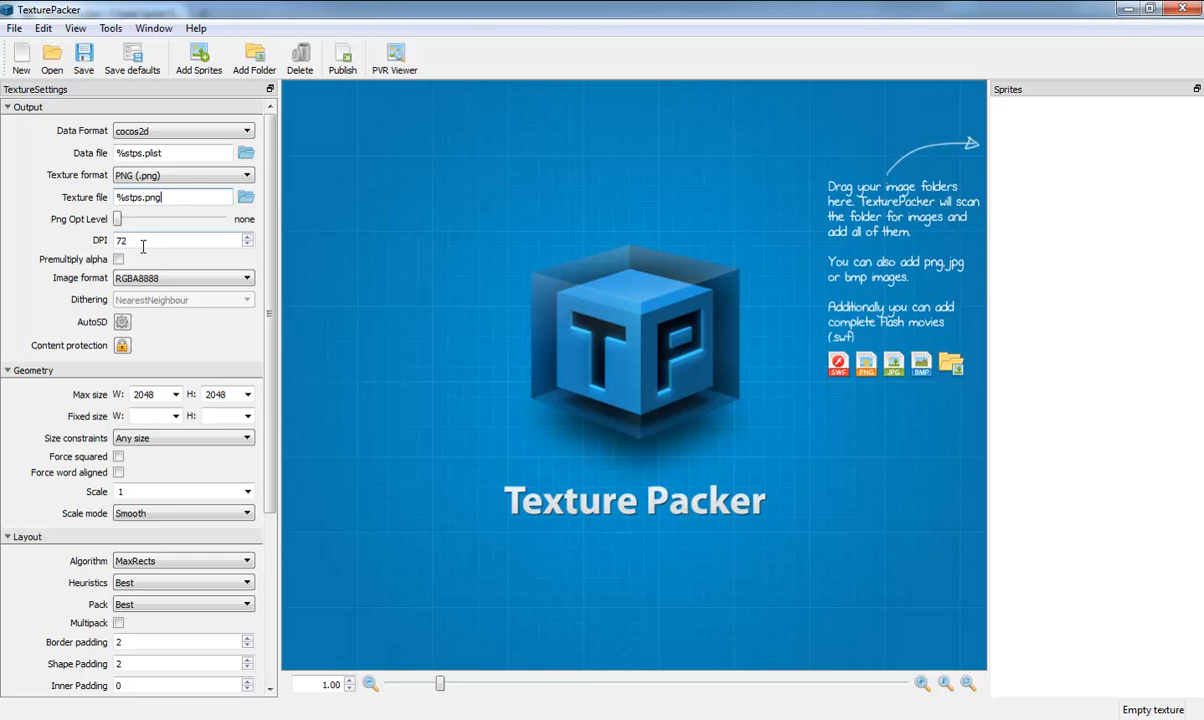 TexturePacker
File Edit View Tools Window Help
New Open Save Save defaults Add Sprites Add Folder Delete Publish PVR Viewer
TextureSettings
Output
Data Format cocos2d
Data file %stps.plist
Texture format PNG (.png)
Texture file %stps.png
Png Opt Level none
DPI 72
Premultiply alpha
Image format RGBA8888
Dithering NearestNeighbour
AutoSD
Content protection
Geometry
Max size W: 2048 H: 2048
Fixed size W: H:
Size constraints Any size
Force squared
Force word aligned
Scale 1
Scale mode Smooth
Layout
Algorithm MaxRects
Heuristics Best
Pack Best
Multipack
Border padding 2
Shape Padding 2
Inner Padding 0
TP
Texture Packer
Drag your image folders
here. TexturePacker will scan
the folder for images and
add all of them.
You can also add png,jpg
or bmp images.
Additionally you can add
complete Flash movies
(.swf)
SWF PNG JPG BMP
1.00
Sprites
Empty texture